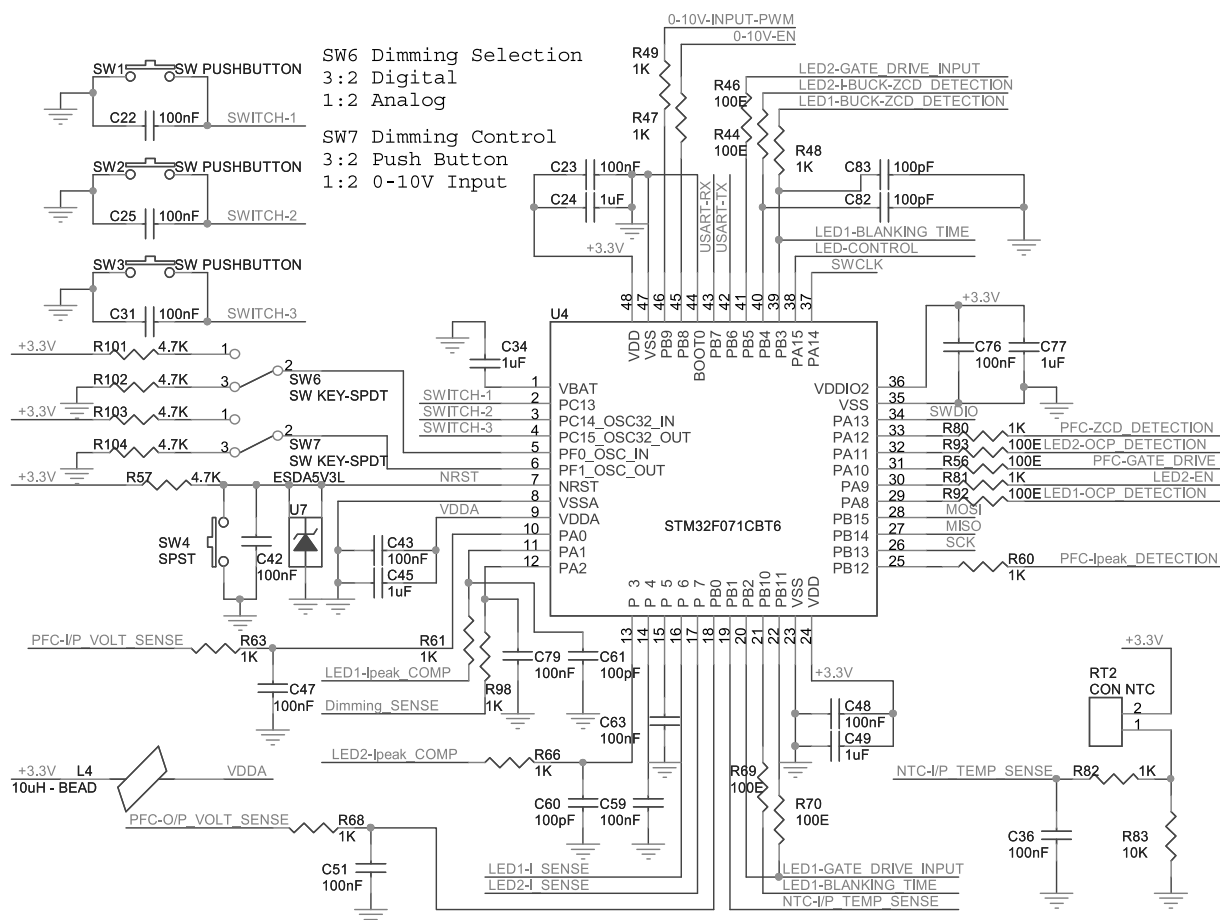 0-10V-INPUT-PWM
0-10V-EN
SW6 Dimming Selection
3:2 Digital
1:2 Analog
SW7 Dimming Control
3:2 Push Button
1:2 0-10V Input
SW1 SW PUSHBUTTON
C22 100nF SWITCH-1
SW2 SW PUSHBUTTON
C25 100nF SWITCH-2
SW3 SW PUSHBUTTON
C31 100nF SWITCH-3
R49
1K
R47
1K
R46
100E
R44
100E
LED2-GATE_DRIVE_INPUT
LED2-I-BUCK-ZCD_DETECTION
LED1-BUCK-ZCD_DETECTION
R48
1K
C23 100nF
C24 1uF
+3.3V
USART-RX
USART-TX
C83 100pF
C82 100pF
LED1-BLANKING_TIME
LED-CONTROL
SWCLK
48 47 46 45 44 43 42 41 40 39 38 37
U4
VDD VSS PB9 PB8 BOOT0 PB7 PB6 PB5 PB4 PB3 PA15 PA14
+3.3V
C76
100nF
C77
1uF
C34
1uF
+3.3V R101 4.7K 1
2
R102 4.7K 3 SW6
SW KEY-SPDT
+3.3V R103 4.7K 1
2
R104 4.7K 3 SW7
SW KEY-SPDT
+3.3V R57 4.7K ESDA5V3L NRST
U7
VDDA
SW4
SPST
C42
100nF
C43
100nF
C45
1uF
SWITCH-1
SWITCH-2
SWITCH-3
1 VBAT
2 PC13
3 PC14_OSC32_IN
4 PC15_OSC32_OUT
5 PF0_OSC_IN
6 PF1_OSC_OUT
7 NRST
8 VSSA
9 VDDA
10 PA0
11 PA1
12 PA2
STM32F071CBT6
VDDIO2 36
VSS 35
PA13 34 SWDIO
PA12 33 R80 1K PFC-ZCD_DETECTION
PA11 32 R93 100E LED2-OCP_DETECTION
PA10 31 R56 100E PFC-GATE_DRIVE
PA9 30 R81 1K LED2-EN
PA8 29 R92 100E LED1-OCP_DETECTION
PB15 28 MOSI
PB14 27 MISO
PB13 26 SCK
PB12 25 R60 1K PFC-Ipeak_DETECTION
P 3 P 4 P 5 P 6 P 7 PB0 PB1 PB2 PB10 PB11 VSS VDD
13 14 15 16 17 18 19 20 21 22 23 24
PFC-I/P_VOLT_SENSE R63
1K
R61
1K
C47
100nF
LED1-Ipeak_COMP
R98
1K
Dimming_SENSE
C79
100nF
C61
100pF
C63
100nF
+3.3V
C48
100nF
C49
1uF
+3.3V
RT2
CON NTC
2
1
LED2-Ipeak_COMP R66
1K
C60
100pF
C59
100nF
+3.3V L4 VDDA
10uH - BEAD
R69
100E
R70
100E
NTC-I/P_TEMP_SENSE R82 1K
C36
100nF
R83
10K
PFC-O/P_VOLT_SENSE R68
1K
C51
100nF
LED1-I_SENSE
LED2-I_SENSE
LED1-GATE_DRIVE_INPUT
LED1-BLANKING_TIME
NTC-I/P_TEMP_SENSE